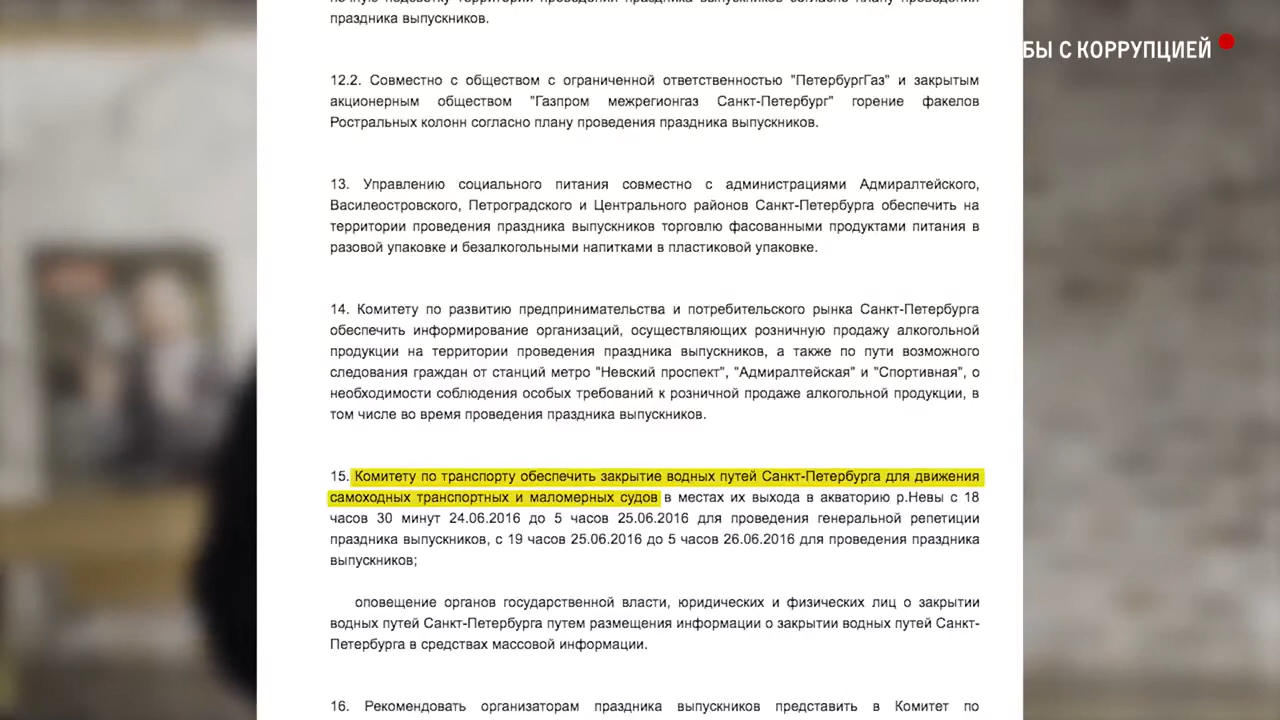 праздника выпускников.
БЫ С КОРРУПЦИЕЙ
12.2. Совместно с обществом с ограниченной ответственностью "ПетербургГаз" и закрытым
акционерным обществом "Газпром межрегионгаз Санкт-Петербург" горение факелов
Ростральных колонн согласно плану проведения праздника выпускников.
13. Управлению социального питания совместно с администрациями Адмиралтейского,
Василеостровского, Петроградского и Центрального районов Санкт-Петербурга обеспечить на
территории проведения праздника выпускников торговлю фасованными продуктами питания в
разовой упаковке и безалкогольными напитками в пластиковой упаковке.
14. Комитету по развитию предпринимательства и потребительского рынка Санкт-Петербурга
обеспечить информирование организаций, осуществляющих розничную продажу алкогольной
продукции на территории проведения праздника выпускников, а также по пути возможного
следования граждан от станций метро "Невский проспект", "Адмиралтейская" и "Спортивная", о
необходимости соблюдения особых требований к розничной продаже алкогольной продукции, в
том числе во время проведения праздника выпускников.
15. Комитету по транспорту обеспечить закрытие водных путей Санкт-Петербурга для движения
самоходных транспортных и маломерных судов в местах их выхода в акваторию р.Невы с 18
часов 30 минут 24.06.2016 до 5 часов 25.06.2016 для проведения генеральной репетиции
праздника выпускников, с 19 часов 25.06.2016 до 5 часов 26.06.2016 для проведения праздника
выпускников;
оповещение органов государственной власти, юридических и физических лиц о закрытии
водных путей Санкт-Петербурга путем размещения информации о закрытии водных путей Санкт-
Петербурга в средствах массовой информации.
16. Рекомендовать организаторам праздника выпускников представить в Комитет по